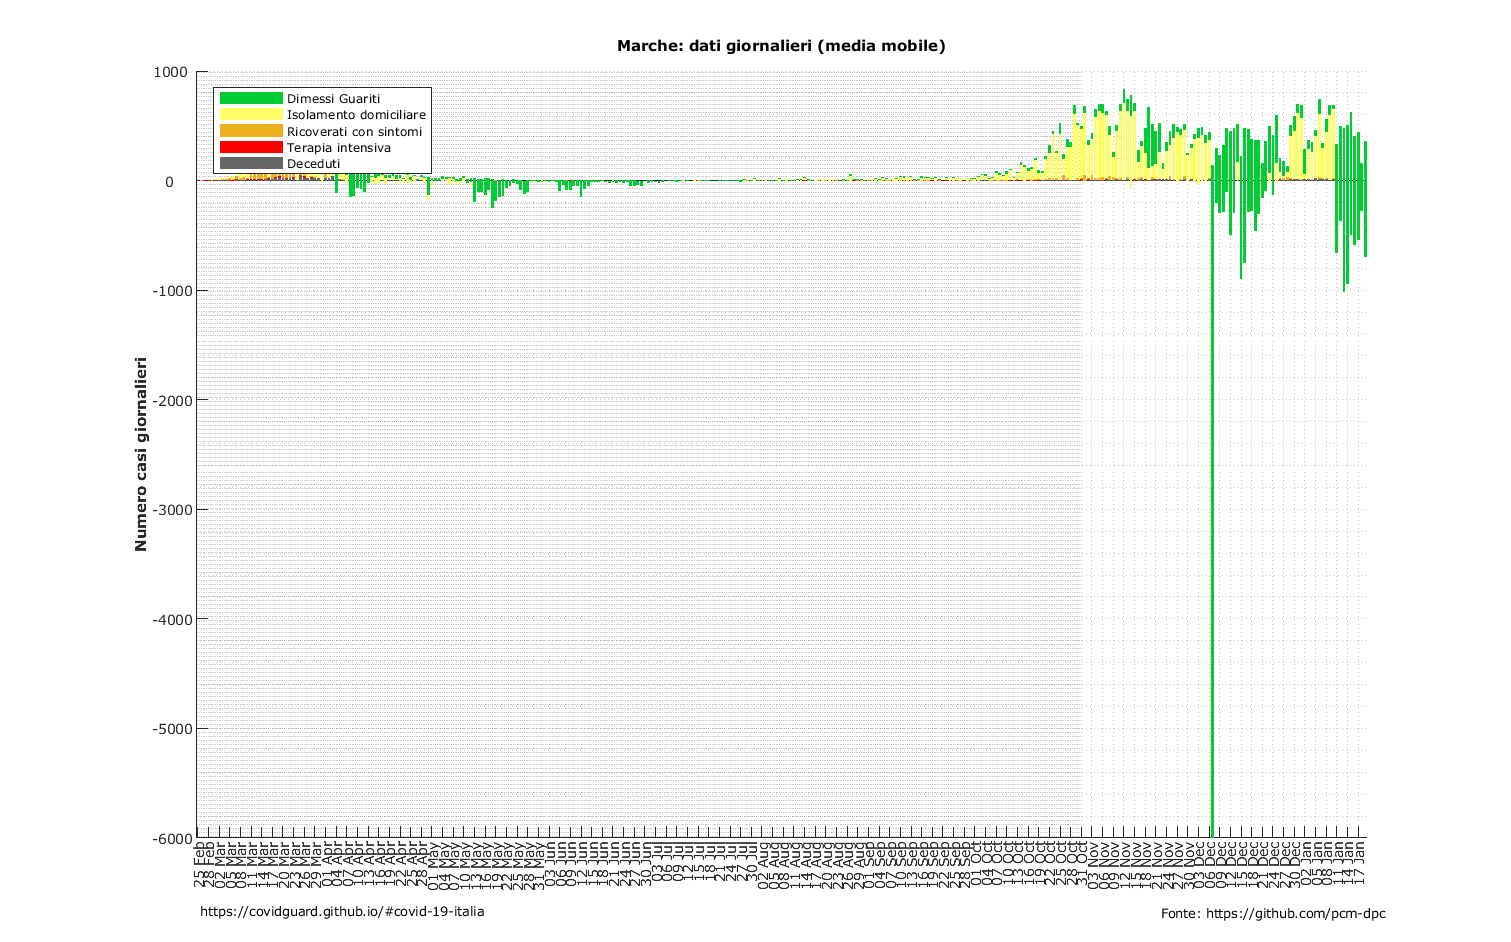 Marche: dati giornalieri (media mobile)
Dimessi Guariti
Isolamento domiciliare
Ricoverati con sintomi
Terapia intensiva
Deceduti
Numero casi giornalieri
1000
0
-1000
-2000
-3000
-4000
-5000
-6000
25 Feb
28 Feb
02 Mar
05 Mar
08 Mar
11 Mar
14 Mar
17 Mar
20 Mar
23 Mar
26 Mar
29 Mar
01 Apr
04 Apr
07 Apr
10 Apr
13 Apr
16 Apr
19 Apr
22 Apr
25 Apr
28 Apr
01 May
04 May
07 May
10 May
13 May
16 May
19 May
22 May
25 May
28 May
31 May
03 Jun
06 Jun
09 Jun
12 Jun
15 Jun
18 Jun
21 Jun
24 Jun
27 Jun
30 Jun
03 Jul
06 Jul
09 Jul
12 Jul
15 Jul
18 Jul
21 Jul
24 Jul
27 Jul
30 Jul
02 Aug
05 Aug
08 Aug
11 Aug
14 Aug
17 Aug
20 Aug
23 Aug
26 Aug
29 Aug
01 Sep
04 Sep
07 Sep
10 Sep
13 Sep
16 Sep
19 Sep
22 Sep
25 Sep
28 Sep
01 Oct
04 Oct
07 Oct
10 Oct
13 Oct
16 Oct
19 Oct
22 Oct
25 Oct
28 Oct
31 Oct
03 Nov
06 Nov
09 Nov
12 Nov
15 Nov
18 Nov
21 Nov
24 Nov
27 Nov
30 Nov
03 Dec
06 Dec
09 Dec
12 Dec
15 Dec
18 Dec
21 Dec
24 Dec
27 Dec
30 Dec
02 Jan
05 Jan
08 Jan
11 Jan
14 Jan
17 Jan
https://covidguard.github.io/#covid-19-italia
Fonte: https://github.com/pcm-dpc